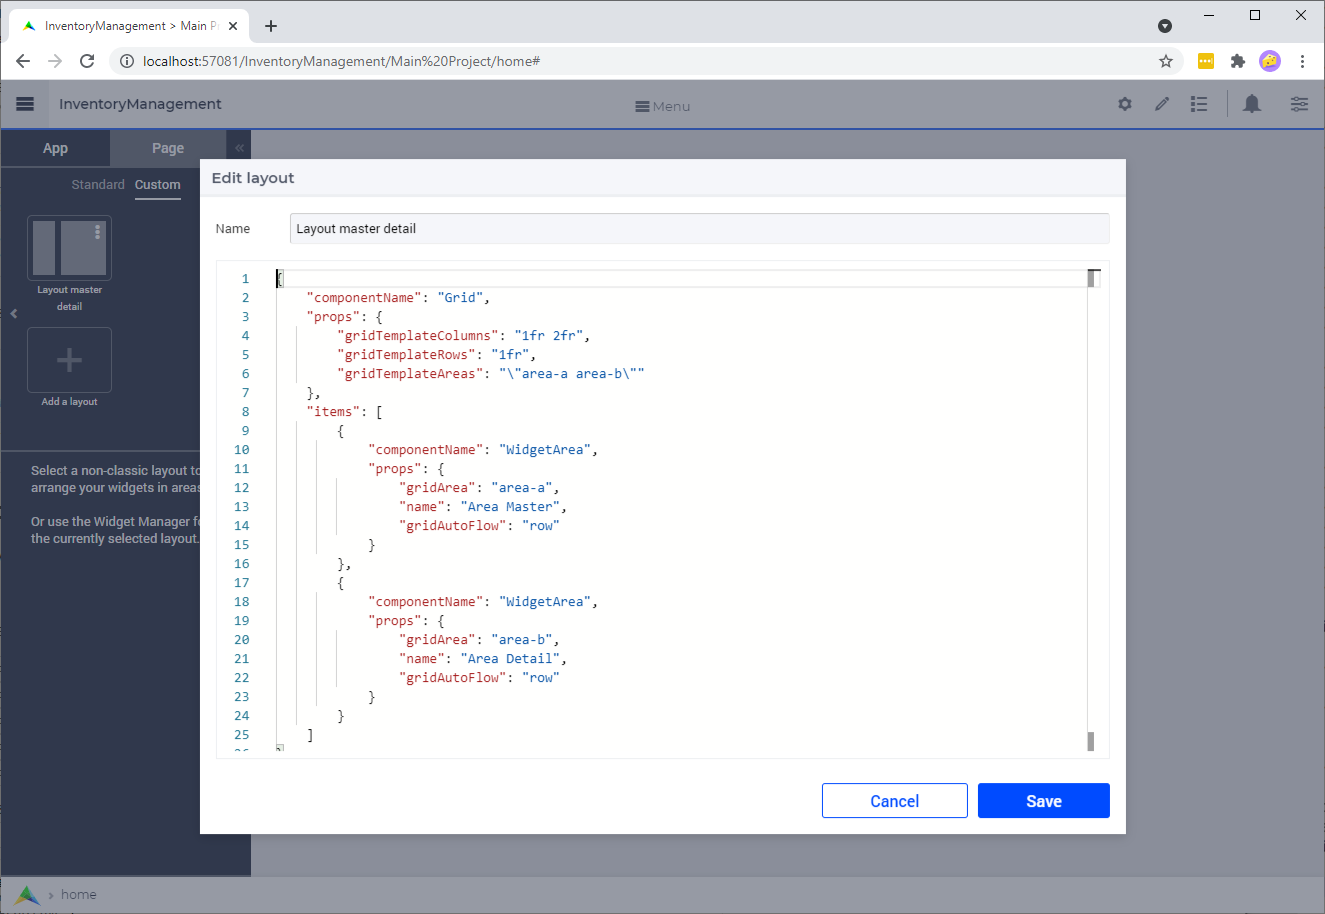 InventoryManagement > Main P
localhost:57081/InventoryManagement/Main%20Project/home#
InventoryManagement
Menu
App
Page
«
Standard
Custom
Layout master
detail
Add a layout
Select a non-classic layout to
arrange your widgets in areas
Or use the Widget Manager fo
the currently selected layout.
Edit layout
Name
Layout master detail
1 {
2 "componentName": "Grid",
3 "props": {
4 "gridTemplateColumns": "1fr 2fr",
5 "gridTemplateRows": "1fr",
6 "gridTemplateAreas": "\"area-a area-b\""
7 },
8 "items": [
9 {
10 "componentName": "WidgetArea",
11 "props": {
12 "gridArea": "area-a",
13 "name": "Area Master",
14 "gridAutoFlow": "row"
15 }
16 },
17 {
18 "componentName": "WidgetArea",
19 "props": {
20 "gridArea": "area-b",
21 "name": "Area Detail",
22 "gridAutoFlow": "row"
23 }
24 }
25 ]
26 }
Cancel
Save
› home